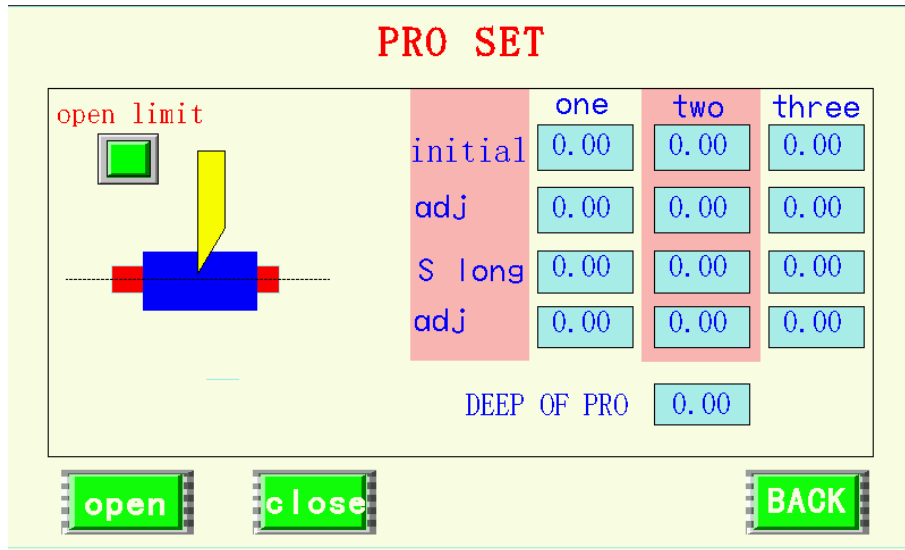 PRO SET
open limit
one two three
initial 0.00 0.00 0.00
adj 0.00 0.00 0.00
S long 0.00 0.00 0.00
adj 0.00 0.00 0.00
DEEP OF PRO 0.00
open close BACK